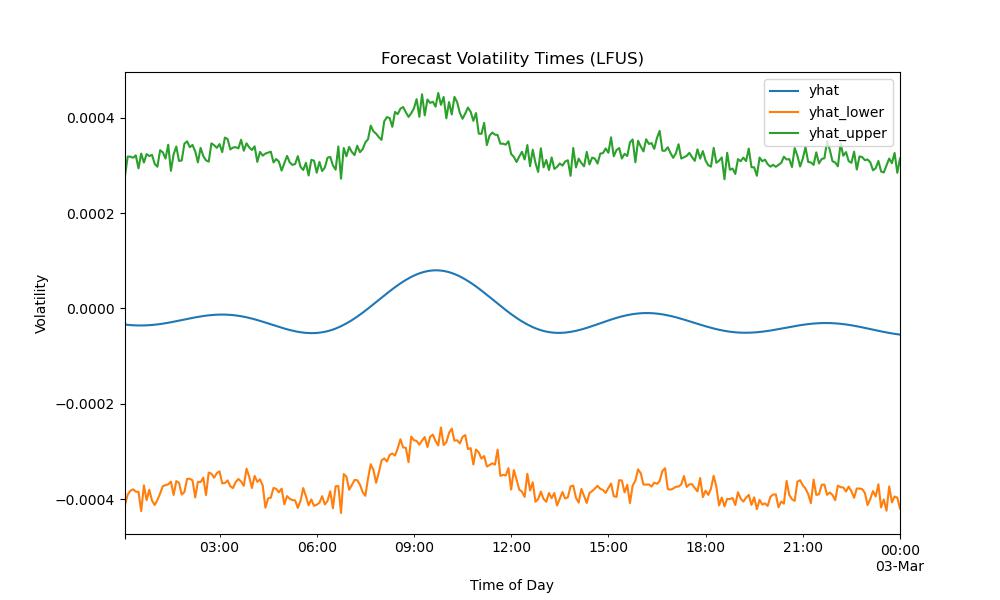 Forecast Volatility Times (LFUS)
yhat
yhat_lower
yhat_upper
Volatility
0.0004
0.0002
0.0000
−0.0002
−0.0004
03:00
06:00
09:00
12:00
15:00
18:00
21:00
00:00
03-Mar
Time of Day